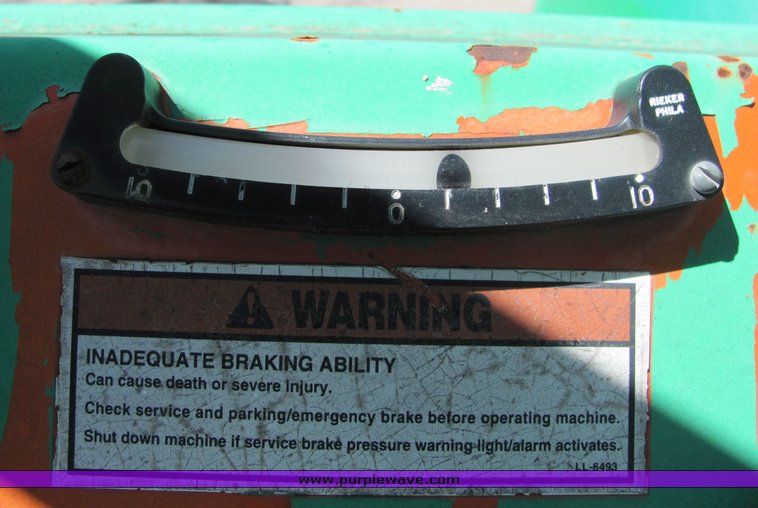 RIEKER
PHILA
10 0 10
WARNING
INADEQUATE BRAKING ABILITY
Can cause death or severe injury.
Check service and parking/emergency brake before operating machine.
Shut down machine if service brake pressure warning light/alarm activates.
LL-6493
www.purplewave.com